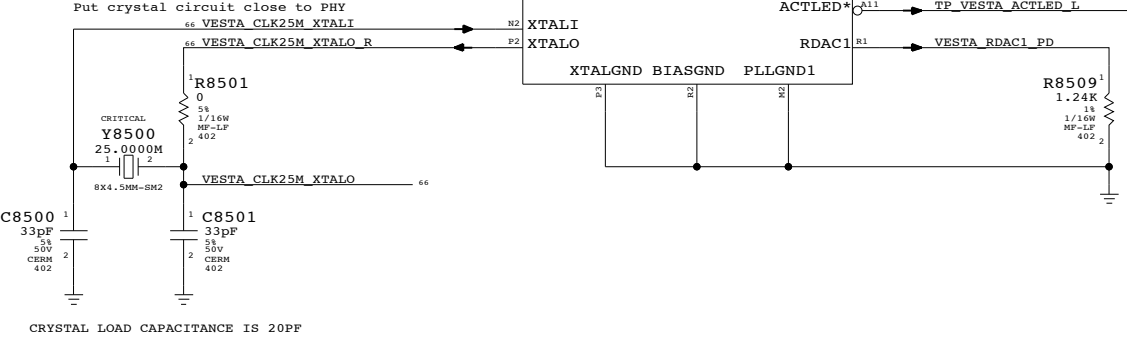 Put crystal circuit close to PHY
66 VESTA_CLK25M_XTALI
N2 XTALI
66 VESTA_CLK25M_XTALO_R
P2 XTALO
ACTLED* A11 TP_VESTA_ACTLED_L
RDAC1 R1 VESTA_RDAC1_PD
XTALGND BIASGND PLLGND1
P3 R2 M2
1 R8501
0
5%
1/16W
MF-LF
402
2
R8509 1
1.24K
1%
1/16W
MF-LF
402
2
CRITICAL
Y8500
25.0000M
1 2
8X4.5MM-SM2
VESTA_CLK25M_XTALO 66
C8500 1
33pF
5%
50V
CERM
402
2
1 C8501
33pF
5%
50V
CERM
402
2
CRYSTAL LOAD CAPACITANCE IS 20PF